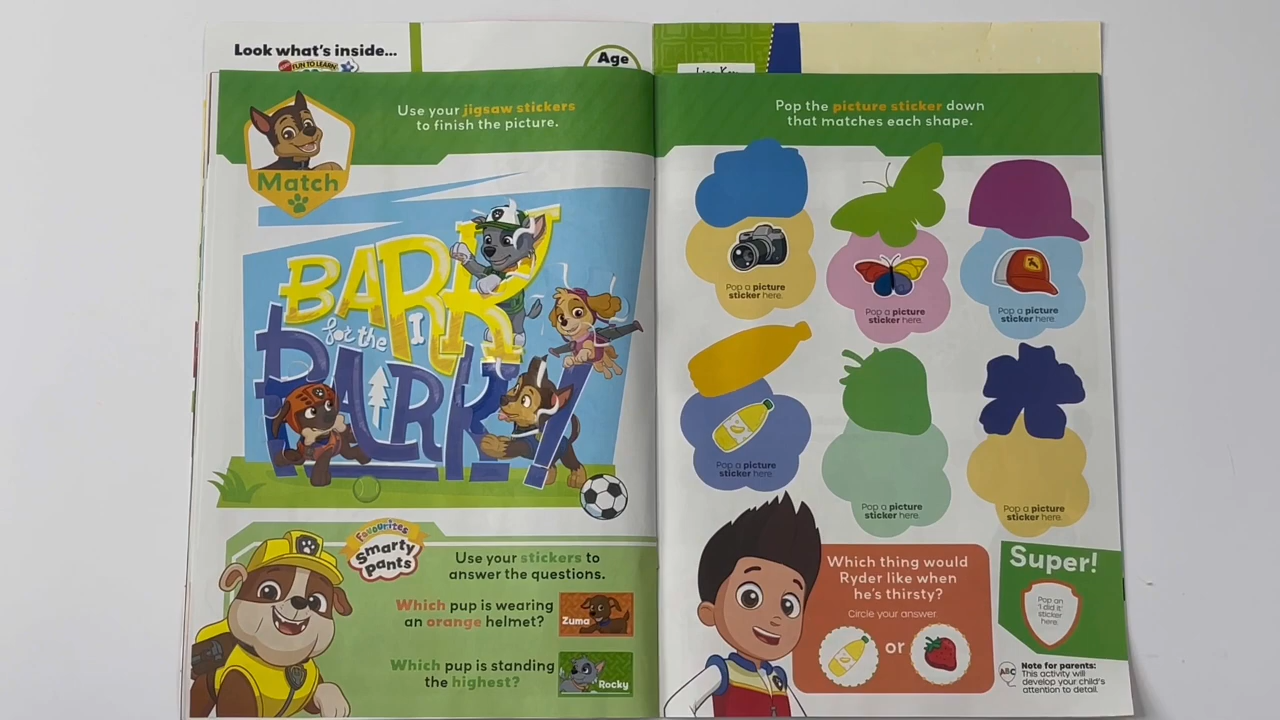 Look what's inside...
FUN TO LEARN
Age
Use your jigsaw stickers
to finish the picture.
Match
BARK
for the
PARK!
Favourites
Smarty
pants
Use your stickers to
answer the questions.
Which pup is wearing
an orange helmet?
Zuma
Which pup is standing
the highest?
Rocky
Pop the picture sticker down
that matches each shape.
Pop a picture
sticker here.
Pop a picture
sticker here.
Pop a picture
sticker here.
Pop a picture
sticker here.
Pop a picture
sticker here.
Pop a picture
sticker here.
Which thing would
Ryder like when
he's thirsty?
Circle your answer.
or
Super!
Pop an
'I did it'
sticker
here.
ABC
Note for parents:
This activity will
develop your child's
attention to detail.